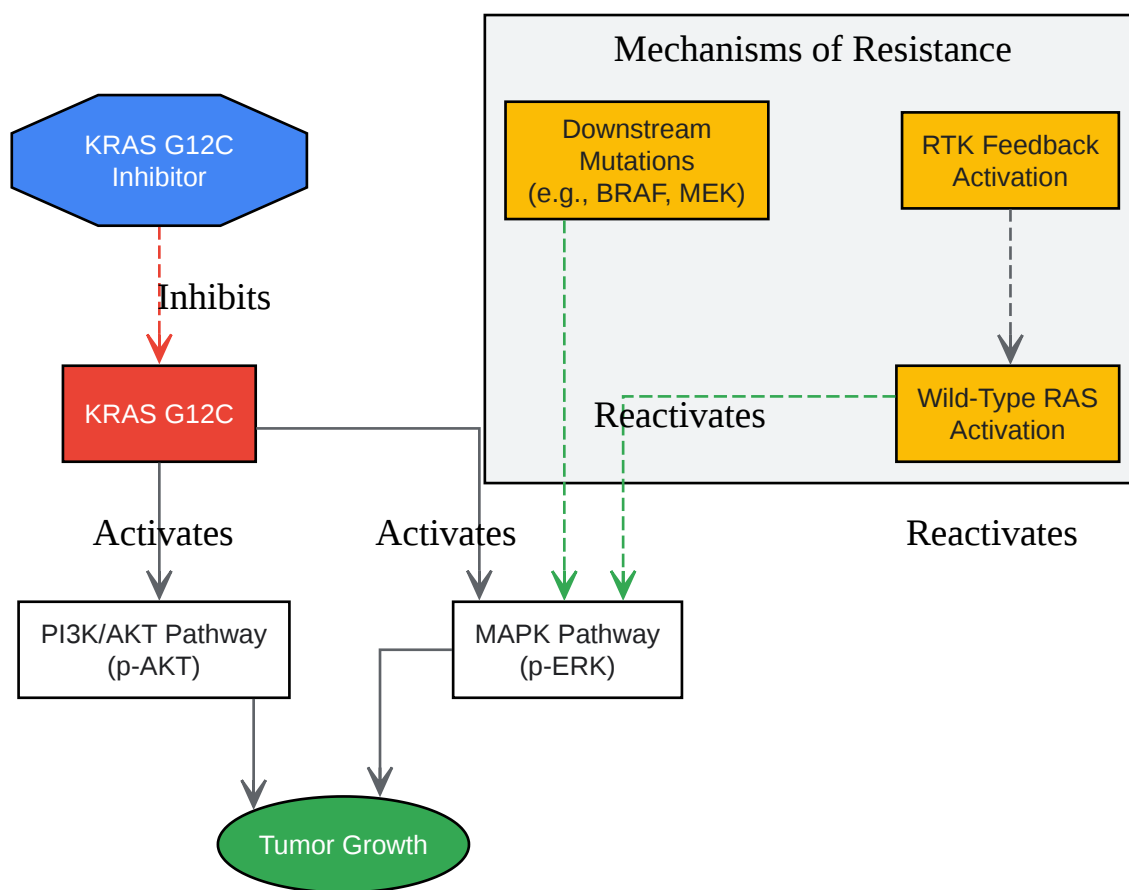 Mechanisms of Resistance
KRAS G12C
Inhibitor
Downstream
Mutations
(e.g., BRAF, MEK)
RTK Feedback
Activation
Inhibits
KRAS G12C
Reactivates
Wild-Type RAS
Activation
Activates
Activates
Reactivates
PI3K/AKT Pathway
(p-AKT)
MAPK Pathway
(p-ERK)
Tumor Growth